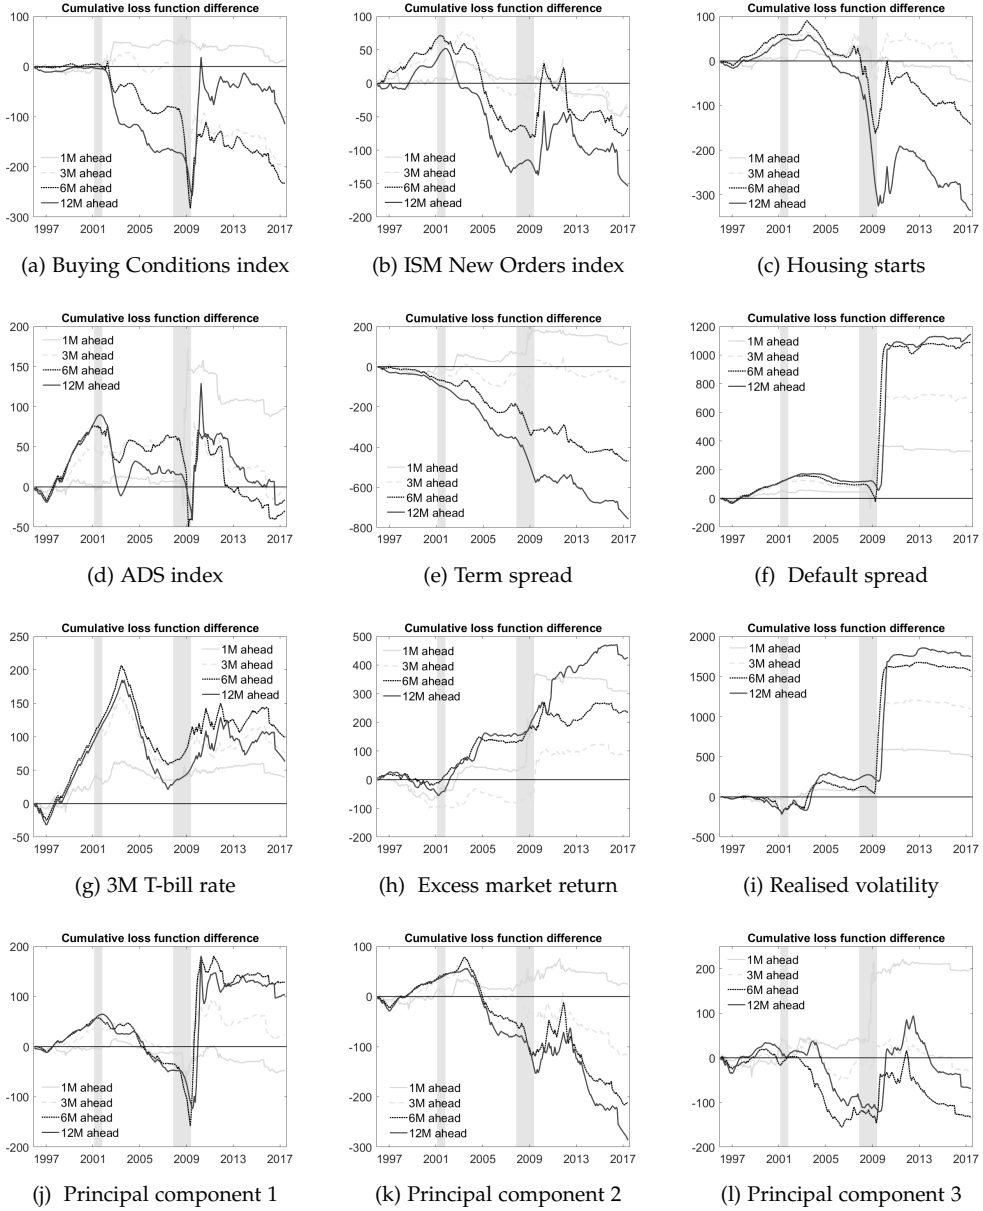 Cumulative loss function difference
100
0
-100
-200
-300
1M ahead
3M ahead
6M ahead
12M ahead
1997 2001 2005 2009 2013 2017
(a) Buying Conditions index
Cumulative loss function difference
100
50
0
-50
-100
-150
-200
1M ahead
3M ahead
6M ahead
12M ahead
1997 2001 2005 2009 2013 2017
(b) ISM New Orders index
Cumulative loss function difference
100
0
-100
-200
-300
1M ahead
3M ahead
6M ahead
12M ahead
1997 2001 2005 2009 2013 2017
(c) Housing starts
Cumulative loss function difference
200
150
100
50
0
-50
1M ahead
3M ahead
6M ahead
12M ahead
1997 2001 2005 2009 2013 2017
(d) ADS index
Cumulative loss function difference
200
0
-200
-400
-600
-800
1M ahead
3M ahead
6M ahead
12M ahead
1997 2001 2005 2009 2013 2017
(e) Term spread
Cumulative loss function difference
1200
1000
800
600
400
200
0
-200
1M ahead
3M ahead
6M ahead
12M ahead
1997 2001 2005 2009 2013 2017
(f) Default spread
Cumulative loss function difference
250
200
150
100
50
0
-50
1M ahead
3M ahead
6M ahead
12M ahead
1997 2001 2005 2009 2013 2017
(g) 3M T-bill rate
Cumulative loss function difference
500
400
300
200
100
0
-100
-200
1M ahead
3M ahead
6M ahead
12M ahead
1997 2001 2005 2009 2013 2017
(h) Excess market return
Cumulative loss function difference
2000
1500
1000
500
0
-500
1M ahead
3M ahead
6M ahead
12M ahead
1997 2001 2005 2009 2013 2017
(i) Realised volatility
Cumulative loss function difference
200
100
0
-100
-200
1M ahead
3M ahead
6M ahead
12M ahead
1997 2001 2005 2009 2013 2017
(j) Principal component 1
Cumulative loss function difference
100
0
-100
-200
-300
1M ahead
3M ahead
6M ahead
12M ahead
1997 2001 2005 2009 2013 2017
(k) Principal component 2
Cumulative loss function difference
200
100
0
-100
-200
1M ahead
3M ahead
6M ahead
12M ahead
1997 2001 2005 2009 2013 2017
(l) Principal component 3